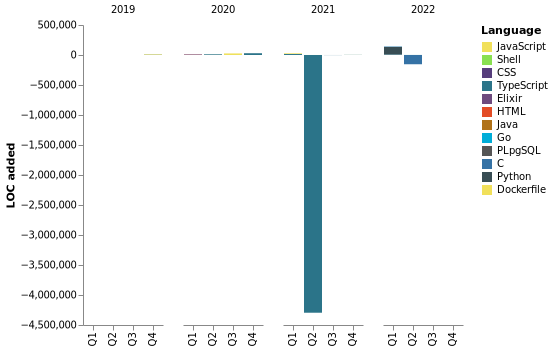 2019 2020 2021 2022
500,000
0
−500,000
−1,000,000
−1,500,000
−2,000,000
−2,500,000
−3,000,000
−3,500,000
−4,000,000
−4,500,000
LOC added
Q1 Q2 Q3 Q4 Q1 Q2 Q3 Q4 Q1 Q2 Q3 Q4 Q1 Q2 Q3 Q4
Language
JavaScript
Shell
CSS
TypeScript
Elixir
HTML
Java
Go
PLpgSQL
C
Python
Dockerfile